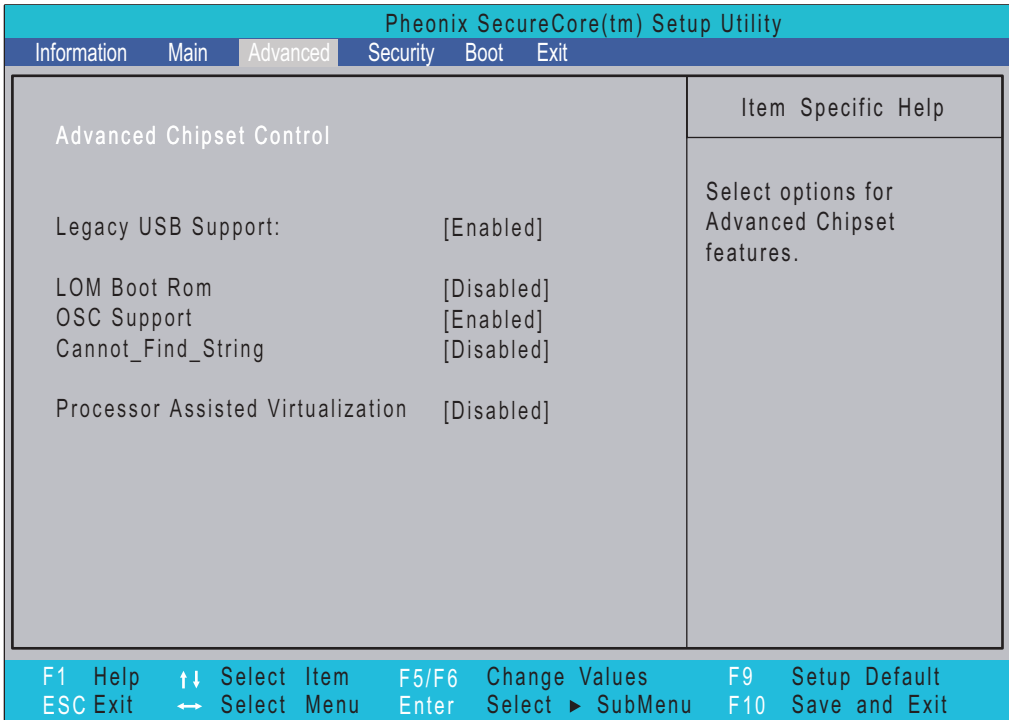 Pheonix SecureCore(tm) Setup Utility
Information Main Advanced Security Boot Exit
Advanced Chipset Control
Legacy USB Support: [Enabled]
LOM Boot Rom [Disabled]
OSC Support [Enabled]
Cannot_Find_String [Disabled]
Processor Assisted Virtualization [Disabled]
Item Specific Help
Select options for
Advanced Chipset
features.
F1 Help ↑↓ Select Item F5/F6 Change Values F9 Setup Default
ESC Exit ↔ Select Menu Enter Select ► SubMenu F10 Save and Exit